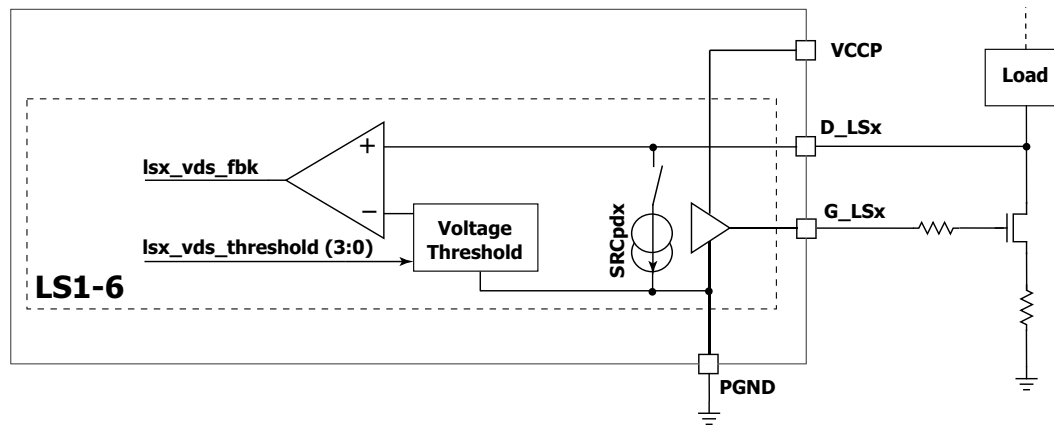 VCCP
Load
D_LSx
+
lsx_vds_fbk
−
Voltage
Threshold
SRCpdx
G_LSx
lsx_vds_threshold (3:0)
LS1-6
PGND